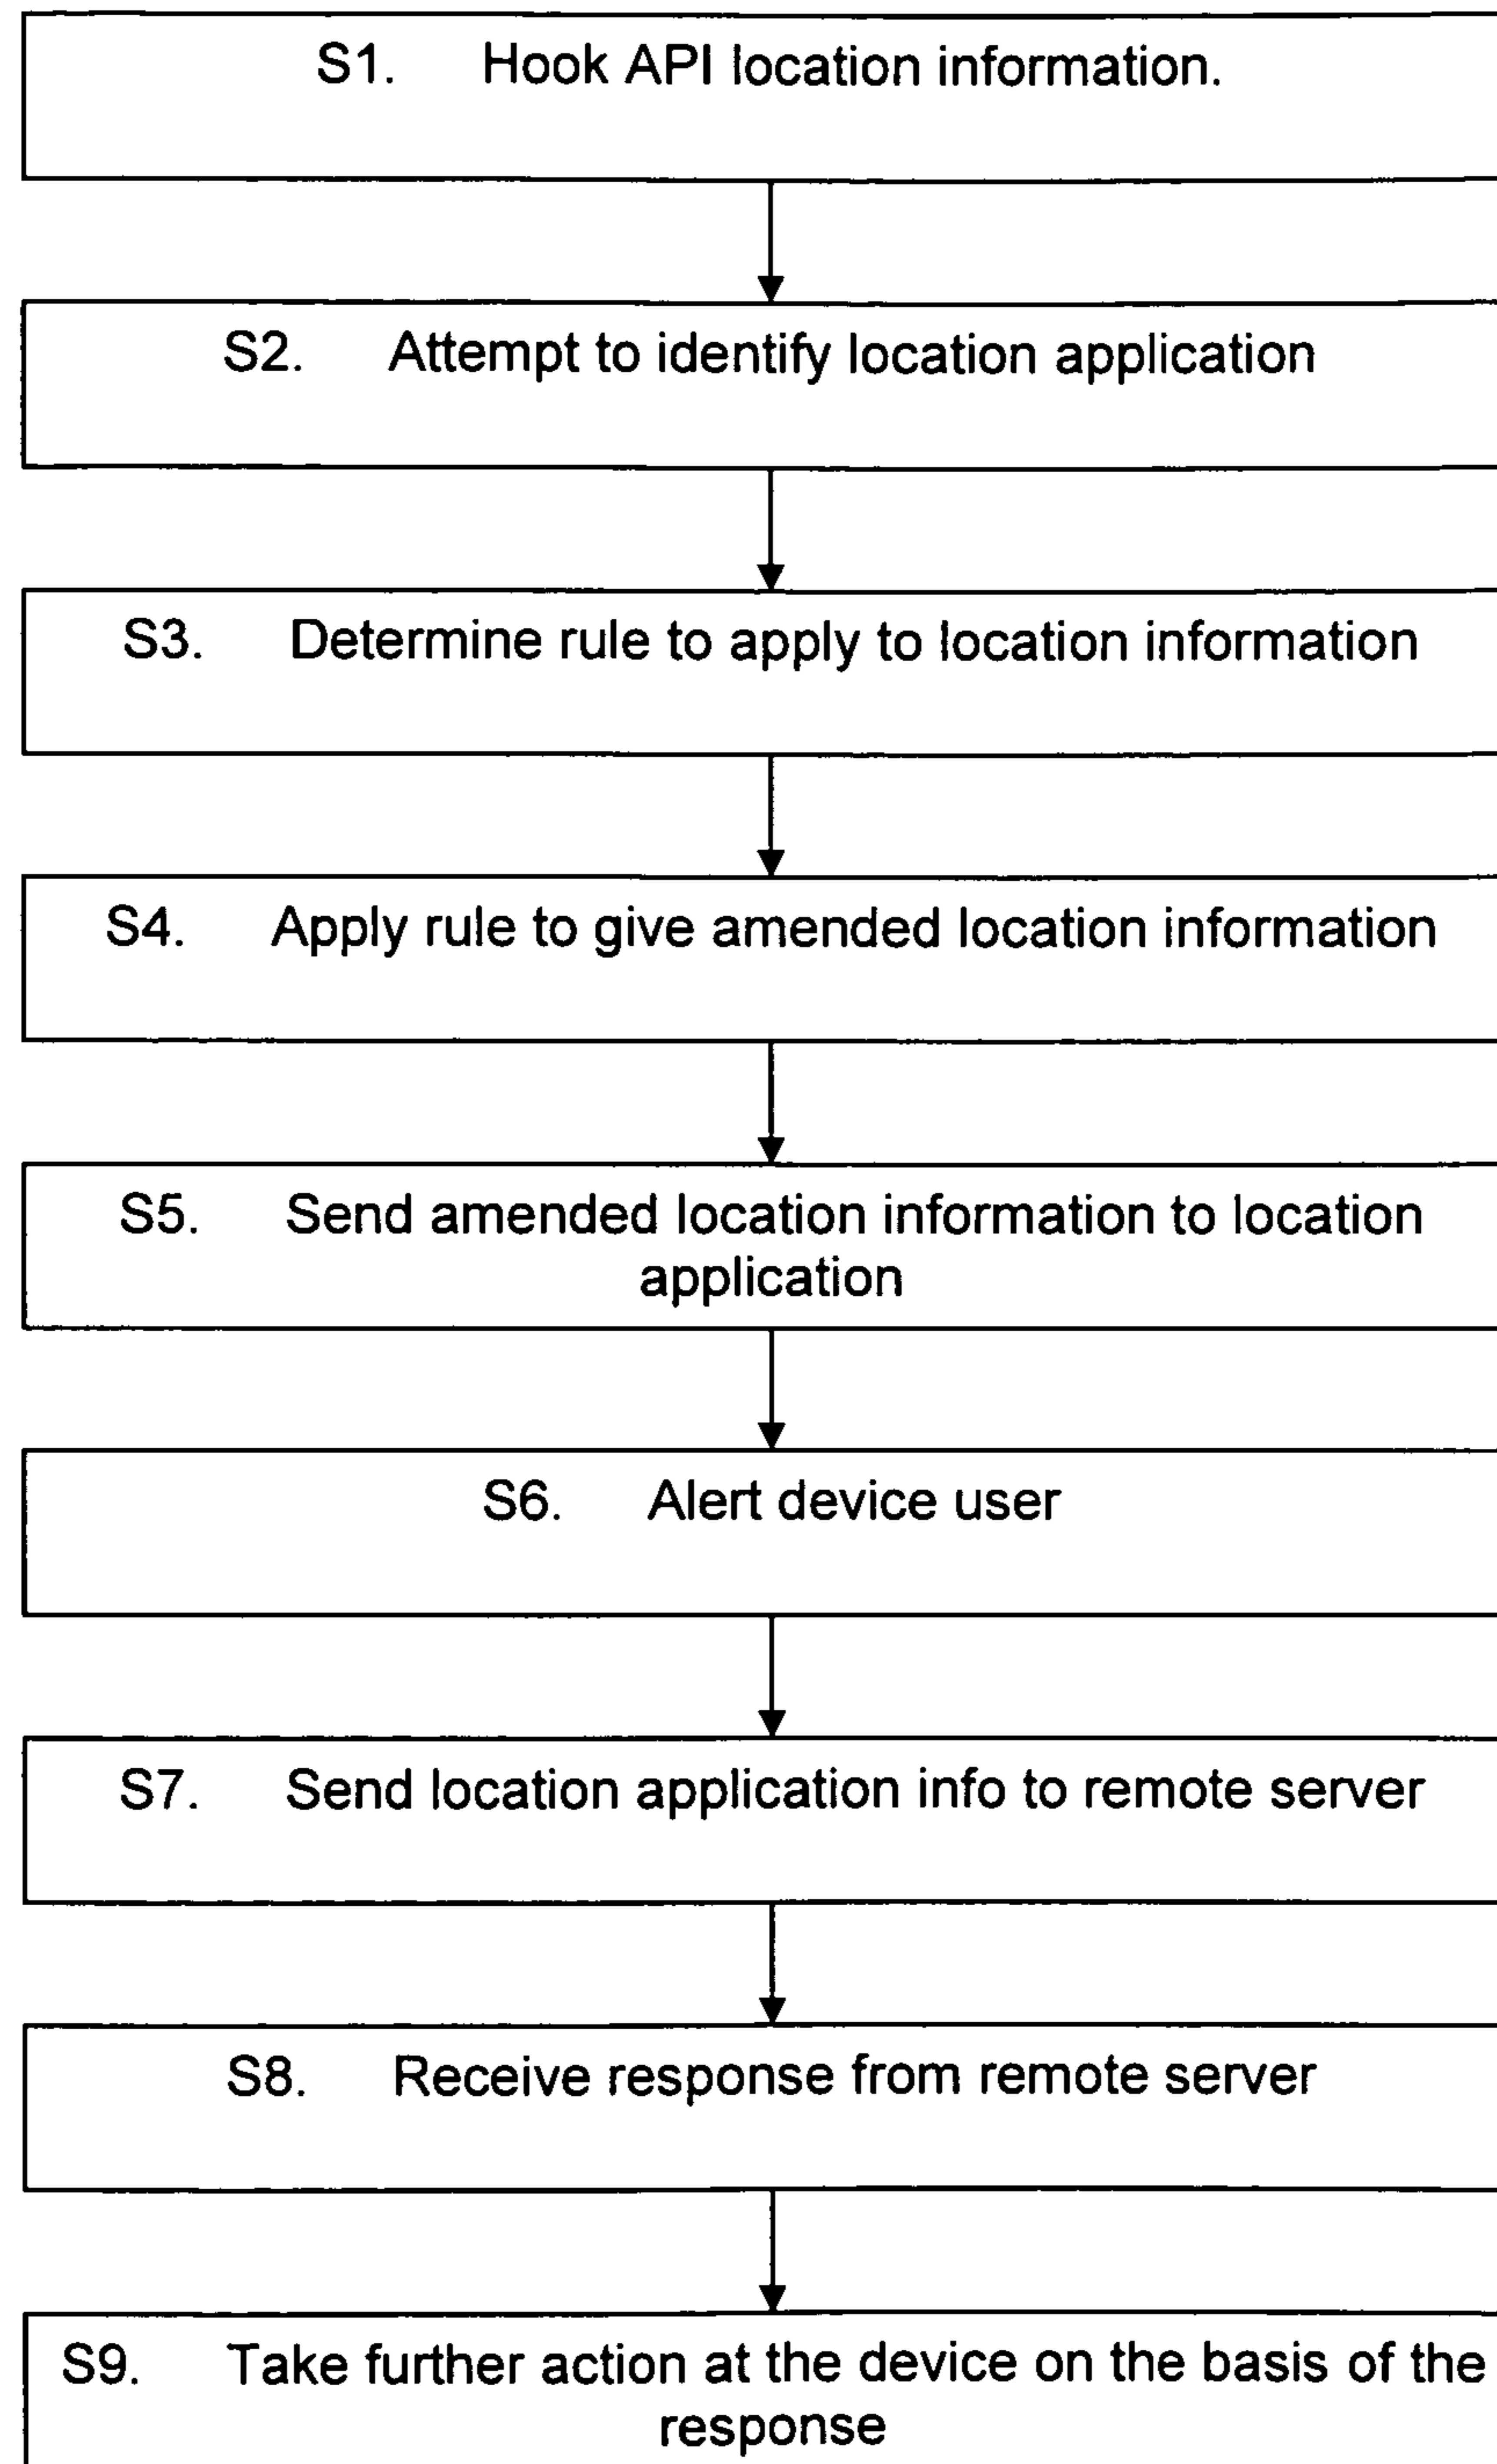 S1. Hook API location information.
S2. Attempt to identify location application
S3. Determine rule to apply to location information
S4. Apply rule to give amended location information
S5. Send amended location information to location
application
S6. Alert device user
S7. Send location application info to remote server
S8. Receive response from remote server
S9. Take further action at the device on the basis of the
response